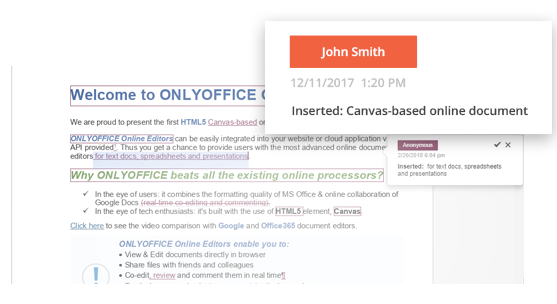 John Smith
12/11/2017 1:20 PM
Inserted: Canvas-based online document
Welcome to ONLYOFFICE
We are proud to present the first HTML5 Canvas-based
ONLYOFFICE Online Editors can be easily integrated into your website or cloud application
API provided. Thus you get a chance to provide users with the most advanced online
editors for text docs, spreadsheets and presentations.
Anonymous
2/26/2018 6:04 pm
Inserted: for text docs, spreadsheets
and presentations
Why ONLYOFFICE beats all the existing online processors?
✓ In the eye of users: it combines the formatting quality of MS Office & online collaboration of
Google Docs (real-time co-editing and commenting).
✓ In the eye of tech enthusiasts: it's built with the use of HTML5 element, Canvas
Click here to see the video comparison with Google and Office365 document editors.
ONLYOFFICE Online Editors enable you to:
• View & Edit documents directly in browser
• Share files with friends and colleagues
• Co-edit, review and comment them in real time¶